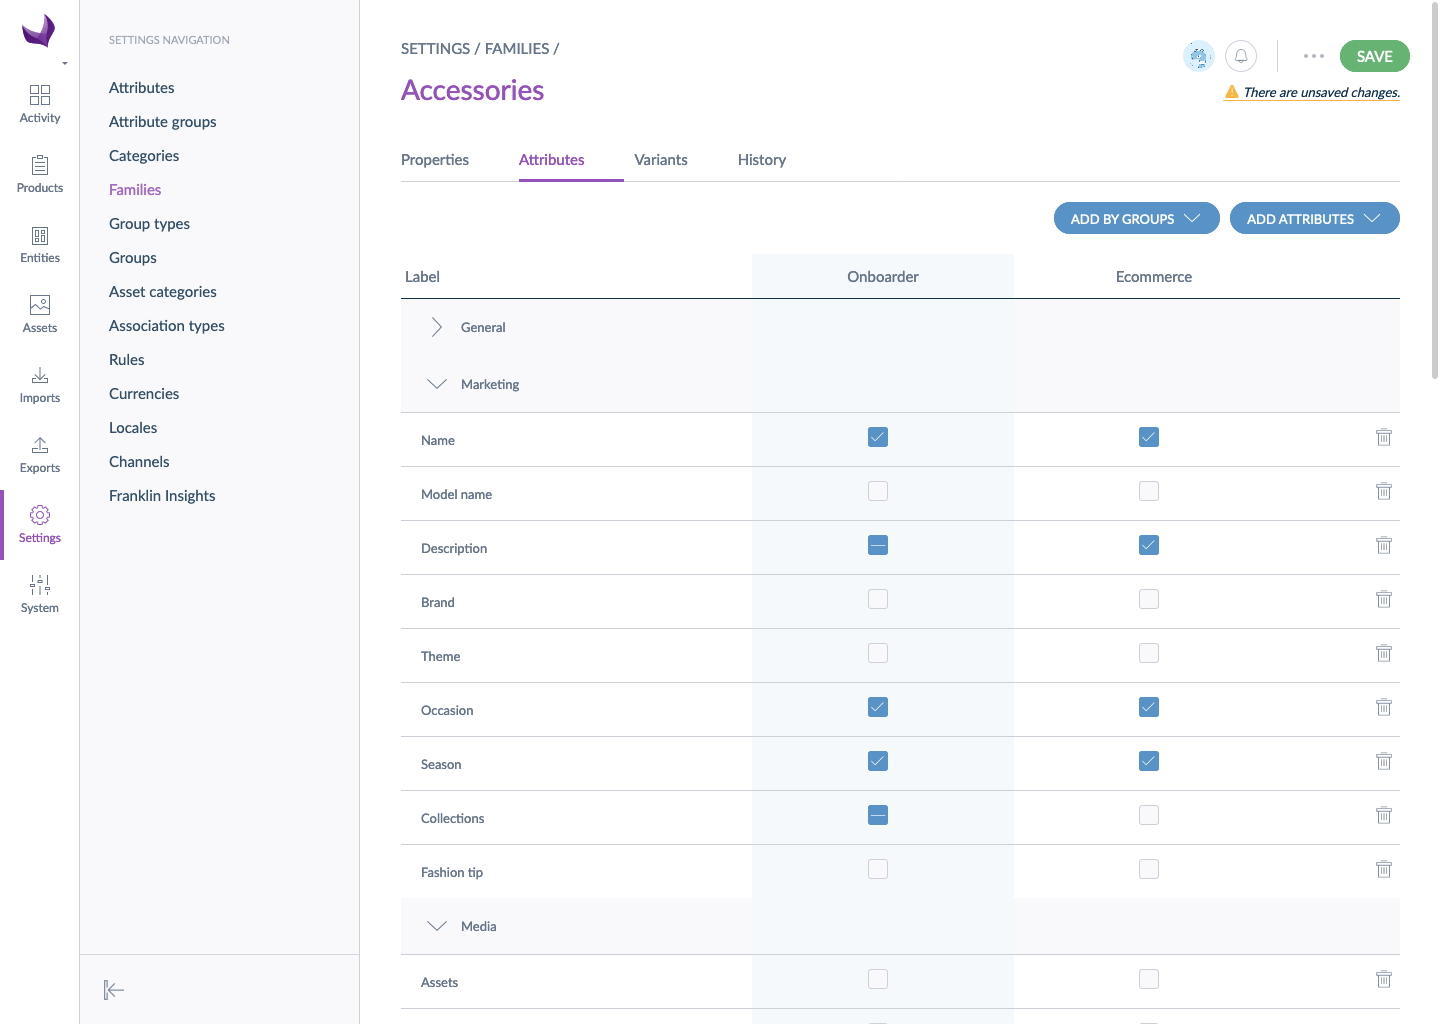 SETTINGS NAVIGATION
Attributes
Attribute groups
Categories
Families
Group types
Groups
Asset categories
Association types
Rules
Currencies
Locales
Channels
Franklin Insights
Activity
Products
Entities
Assets
Imports
Exports
Settings
System
SETTINGS / FAMILIES /
Accessories
SAVE
There are unsaved changes.
Properties Attributes Variants History
ADD BY GROUPS ADD ATTRIBUTES
Label Onboarder Ecommerce
General
Marketing
Name
Model name
Description
Brand
Theme
Occasion
Season
Collections
Fashion tip
Media
Assets